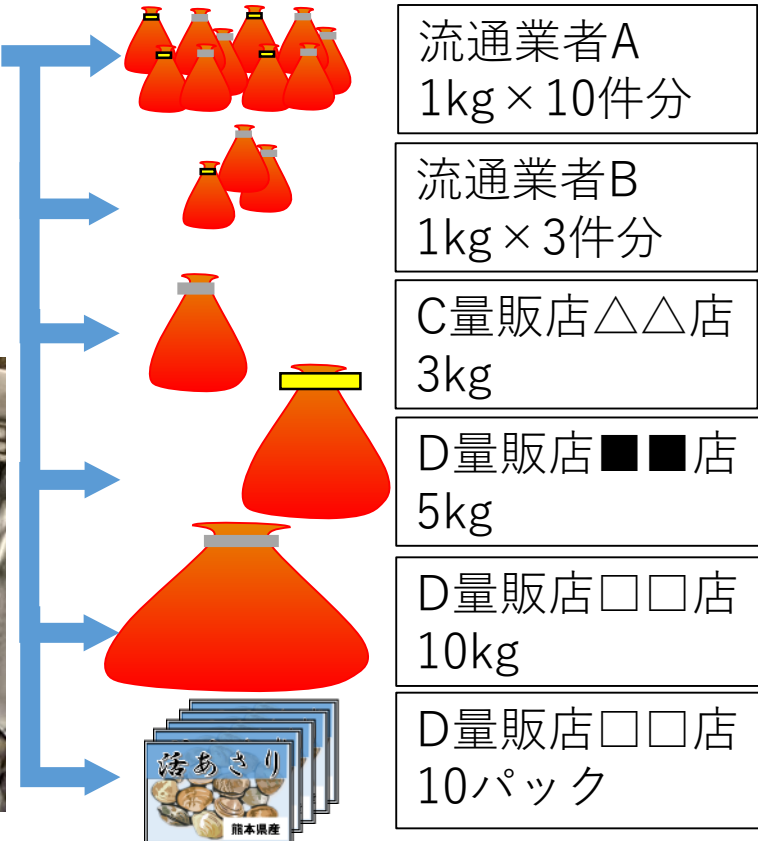 流通業者A
1kg×10件分
流通業者B
1kg×3件分
C量販店△△店
3kg
D量販店■■店
5kg
D量販店□□店
10kg
活あさり
熊本県産
D量販店□□店
10パック